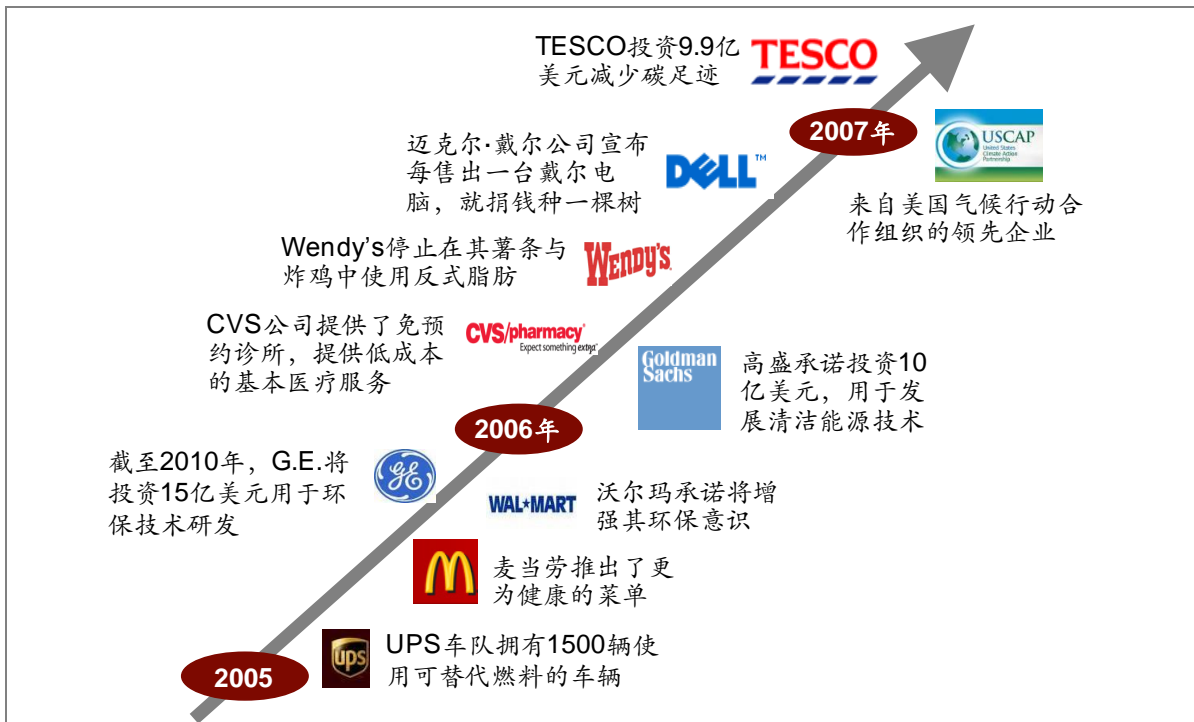 TESCO投资9.9亿
美元减少碳足迹
TESCO
2007年
USCAP
United States
Climate Action
Partnership
来自美国气候行动合
作组织的领先企业
迈克尔·戴尔公司宣布
每售出一台戴尔电
脑，就捐钱种一棵树
DELL™
Wendy's停止在其薯条与
炸鸡中使用反式脂肪
WENDY'S
CVS公司提供了免预
约诊所，提供低成本
的基本医疗服务
CVS/pharmacy
Expect something extra
Goldman
Sachs
高盛承诺投资10
亿美元，用于发
展清洁能源技术
2006年
截至2010年，G.E.将
投资15亿美元用于环
保技术研发
GE
WAL★MART
沃尔玛承诺将增
强其环保意识
麦当劳推出了更
为健康的菜单
2005
ups
UPS车队拥有1500辆使
用可替代燃料的车辆